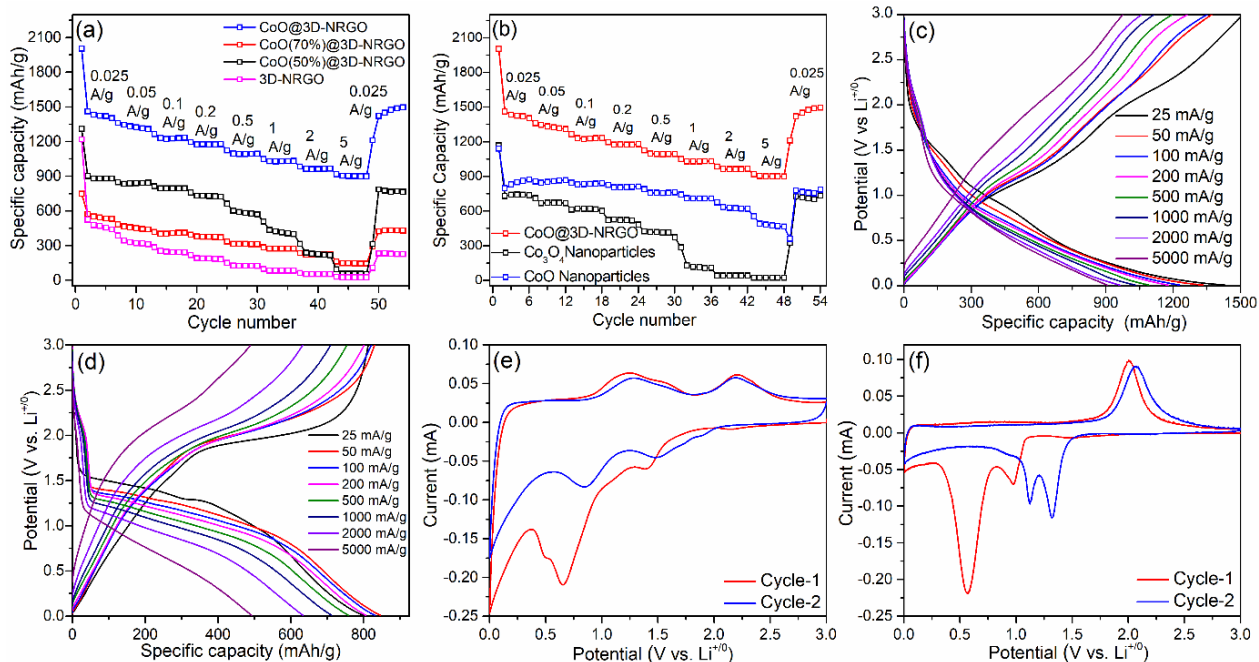 (a)
CoO@3D-NRGO
CoO(70%)@3D-NRGO
CoO(50%)@3D-NRGO
3D-NRGO
0.025
A/g
0.05
A/g
0.1
A/g
0.2
A/g
0.5
A/g
1
A/g
2
A/g
5
A/g
0.025
A/g
2100
1800
1500
1200
900
600
300
0
Specific capacity (mAh/g)
0 10 20 30 40 50
Cycle number
(b)
0.025
A/g
0.05
A/g
0.1
A/g
0.2
A/g
0.5
A/g
1
A/g
2
A/g
5
A/g
0.025
A/g
CoO@3D-NRGO
Co₃O₄Nanoparticles
CoO Nanoparticles
2100
1800
1500
1200
900
600
300
0
Specific capacity (mAh/g)
0 6 12 18 24 30 36 42 48 54
Cycle number
(c)
25 mA/g
50 mA/g
100 mA/g
200 mA/g
500 mA/g
1000 mA/g
2000 mA/g
5000 mA/g
3.0
2.5
2.0
1.5
1.0
0.5
0.0
Potential (V vs Li⁺/⁰)
0 300 600 900 1200 1500
Specific capacity (mAh/g)
(d)
25 mA/g
50 mA/g
100 mA/g
200 mA/g
500 mA/g
1000 mA/g
2000 mA/g
5000 mA/g
3.0
2.5
2.0
1.5
1.0
0.5
0.0
Potential (V vs. Li⁺/⁰)
0 200 400 600 800
Specific capacity (mAh/g)
(e)
Cycle-1
Cycle-2
0.10
0.05
0.00
-0.05
-0.10
-0.15
-0.20
-0.25
Current (mA)
0.0 0.5 1.0 1.5 2.0 2.5 3.0
Potential (V vs. Li⁺/⁰)
(f)
Cycle-1
Cycle-2
0.10
0.05
0.00
-0.05
-0.10
-0.15
-0.20
-0.25
Current (mA)
0.0 0.5 1.0 1.5 2.0 2.5 3.0
Potential (V vs. Li⁺/⁰)